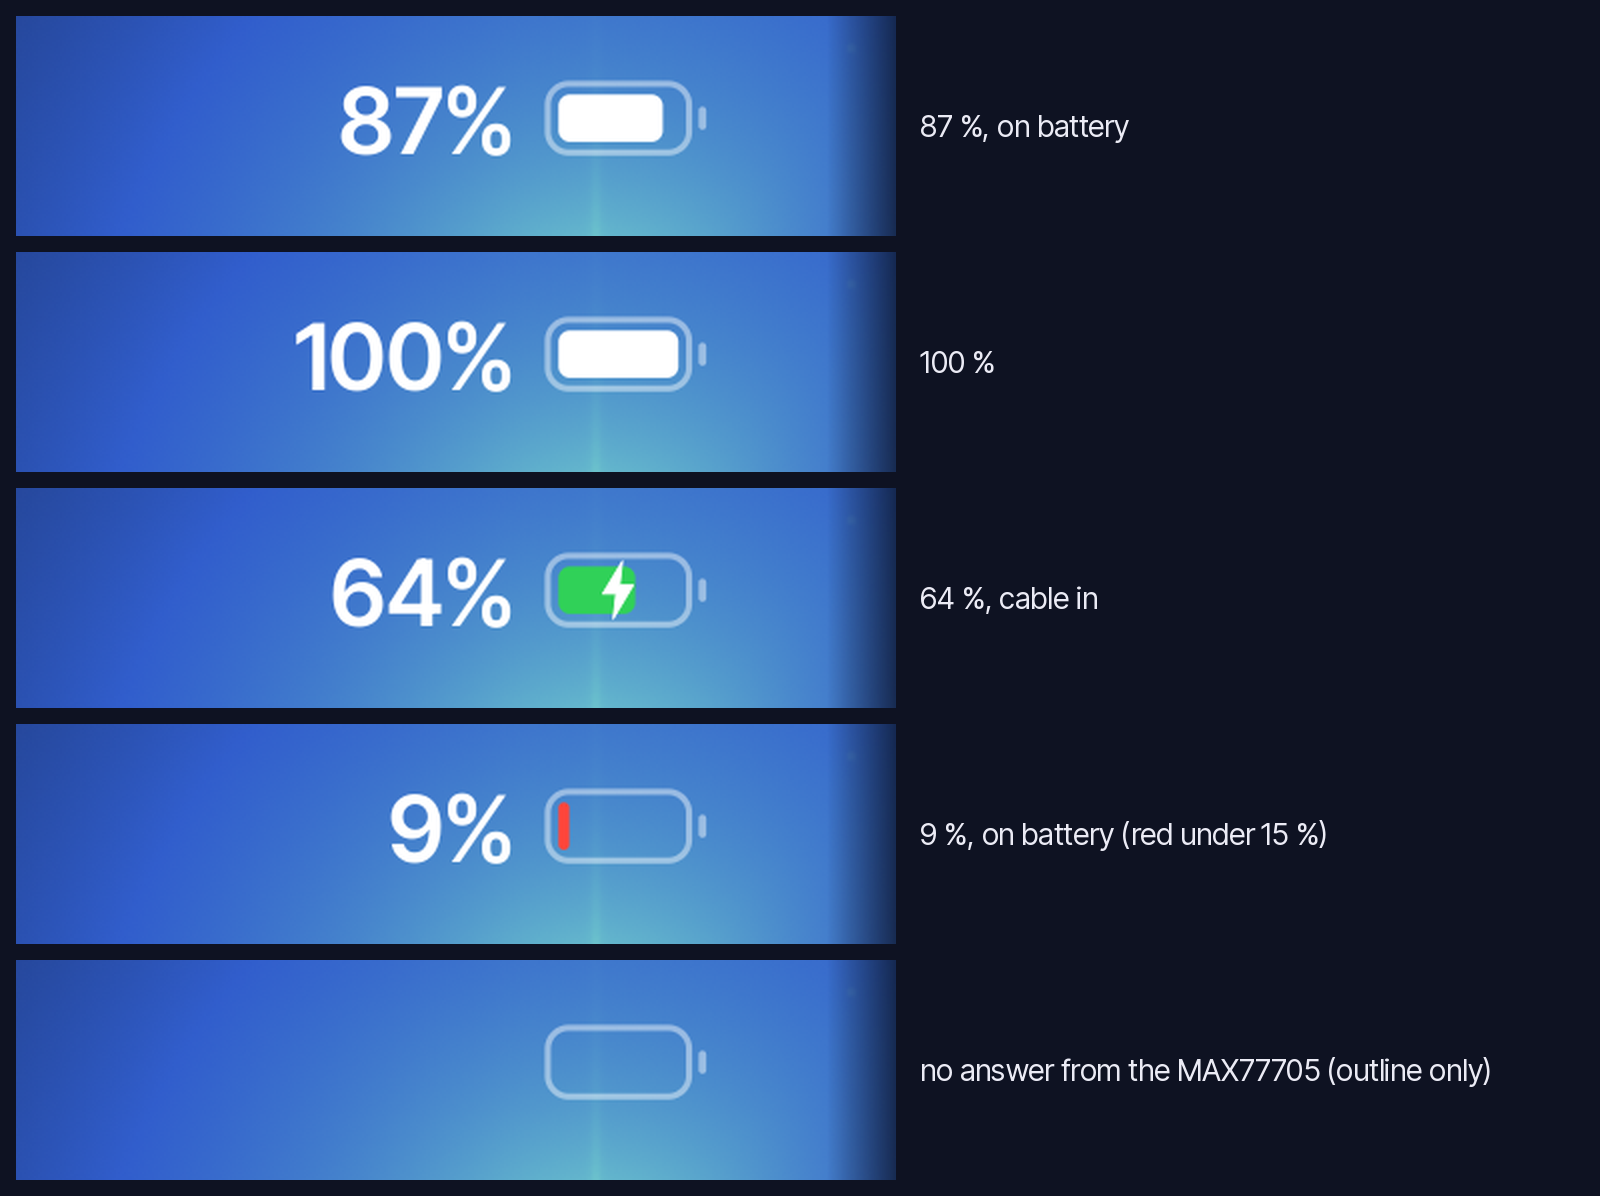 87%
87 %, on battery
100%
100 %
64%
64 %, cable in
9%
9 %, on battery (red under 15 %)
no answer from the MAX77705 (outline only)